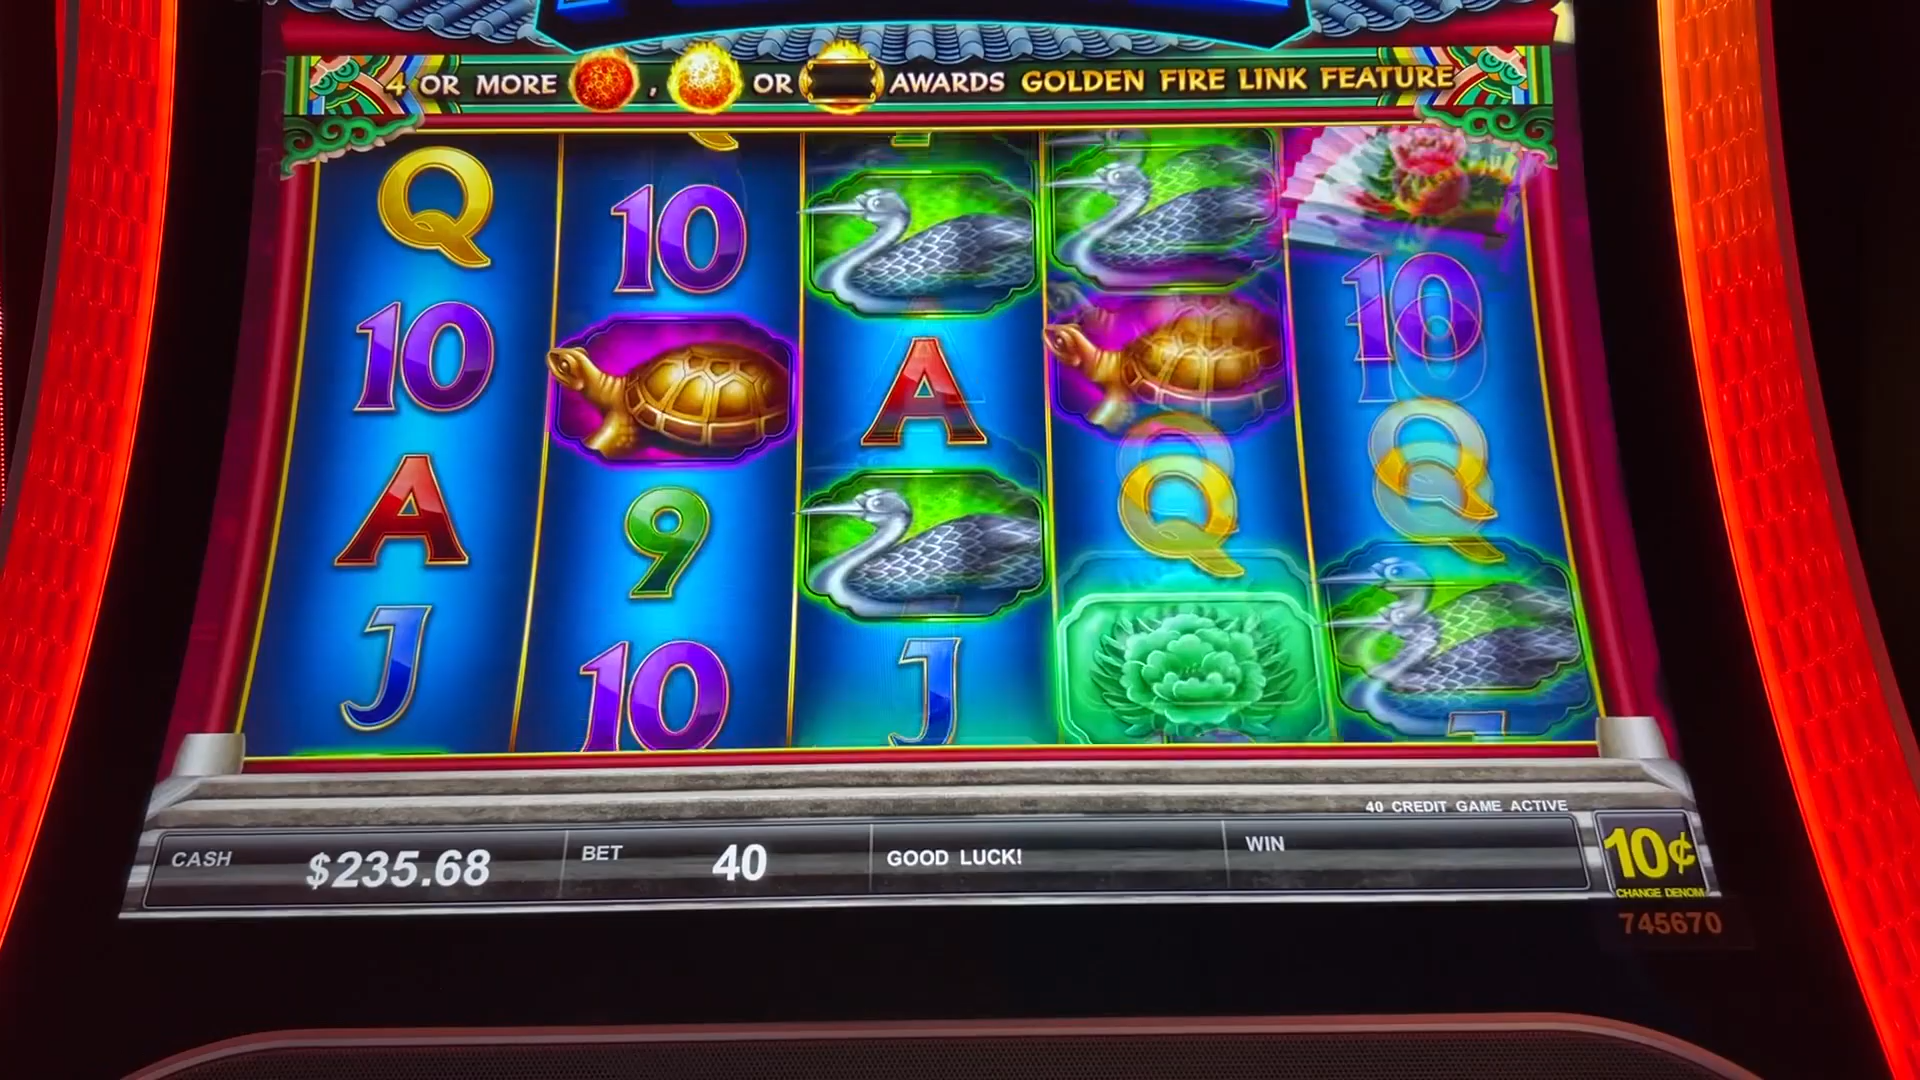 4 OR MORE , OR AWARDS GOLDEN FIRE LINK FEATURE
Q 10
10 A 10
A 9 Q Q
J 10 J
40 CREDIT GAME ACTIVE
CASH $235.68 BET 40 GOOD LUCK! WIN 10¢
CHANGE DENOM
745670